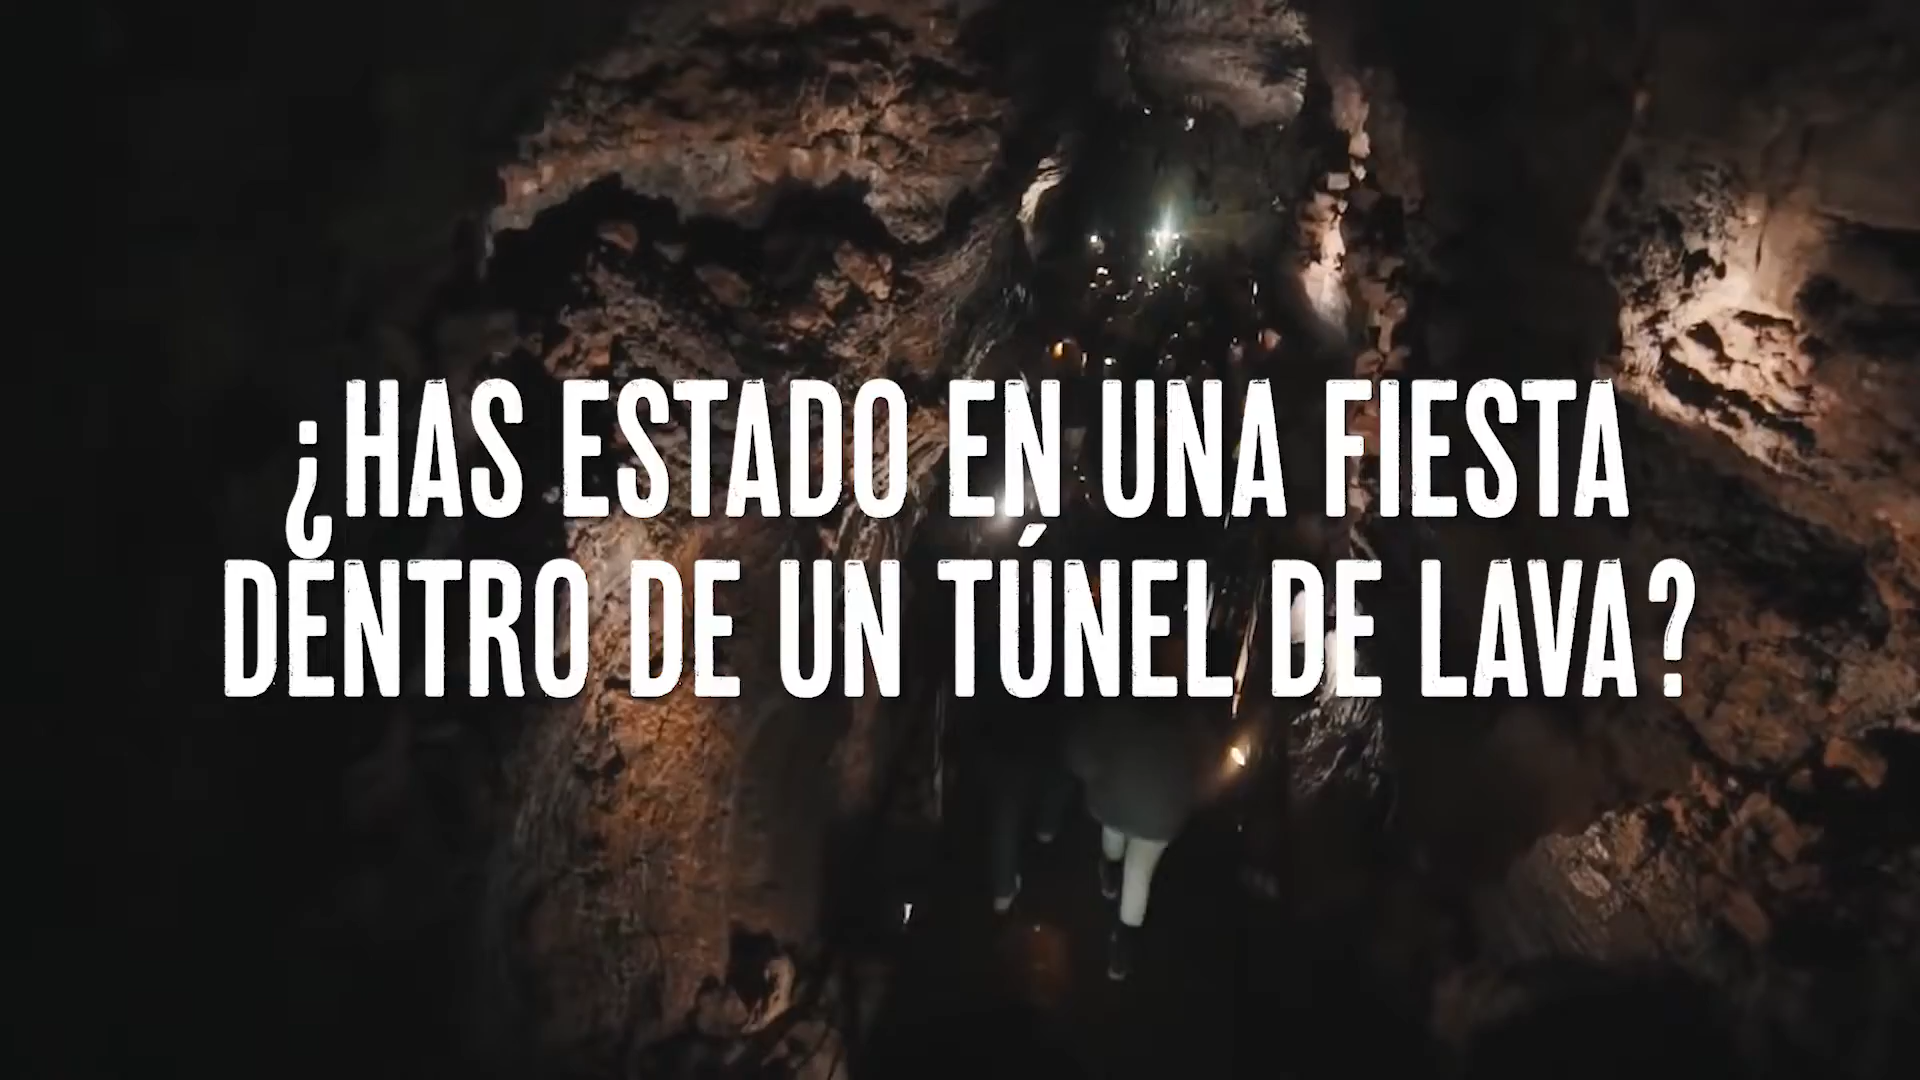 ¿HAS ESTADO EN UNA FIESTA
DENTRO DE UN TÚNEL DE LAVA?